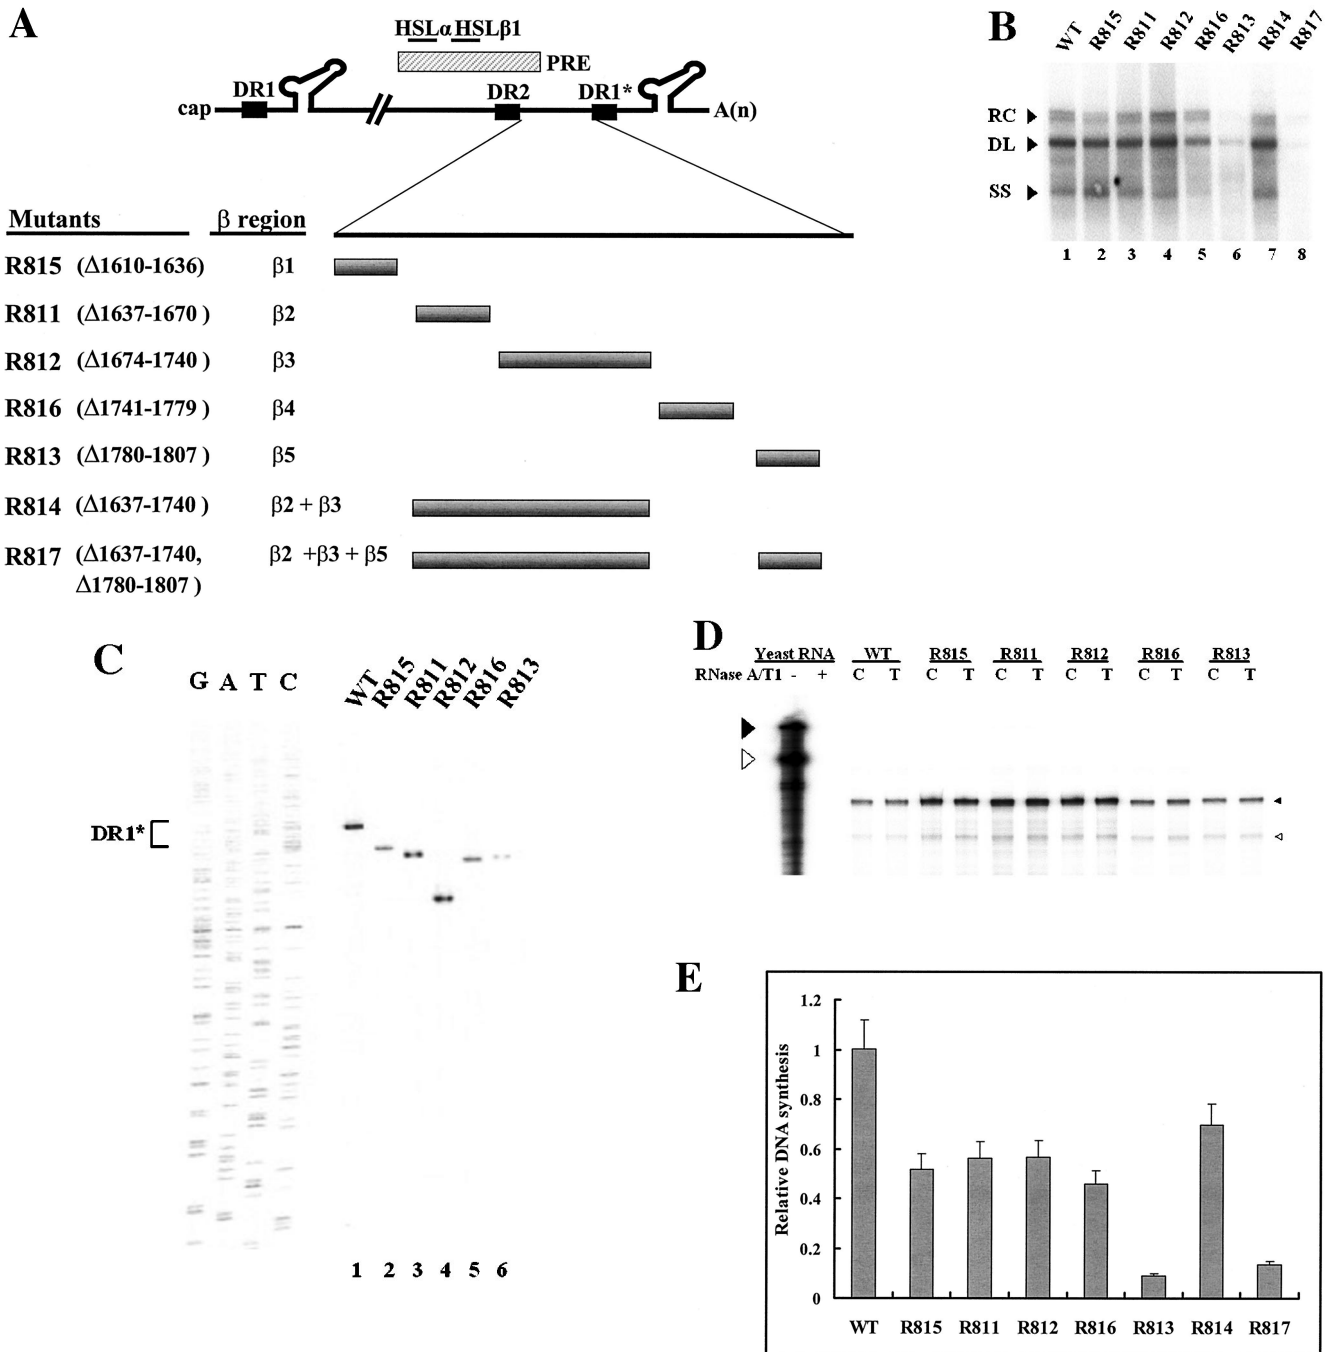 A
HSLα HSLβ1
PRE
DR1
DR2
DR1*
cap
A(n)
Mutants
β region
R815 (Δ1610-1636) β1
R811 (Δ1637-1670 ) β2
R812 (Δ1674-1740 ) β3
R816 (Δ1741-1779 ) β4
R813 (Δ1780-1807 ) β5
R814 (Δ1637-1740 ) β2 + β3
R817 (Δ1637-1740, β2 +β3 + β5
Δ1780-1807 )
B
WT R815 R811 R812 R816 R813 R814 R817
RC
DL
SS
1 2 3 4 5 6 7 8
C
G A T C
WT R815 R811 R812 R816 R813
DR1*
1 2 3 4 5 6
D
Yeast RNA WT R815 R811 R812 R816 R813
RNase A/T1 - + C T C T C T C T C T C T
E
Relative DNA synthesis
1.2
1
0.8
0.6
0.4
0.2
0
WT R815 R811 R812 R816 R813 R814 R817